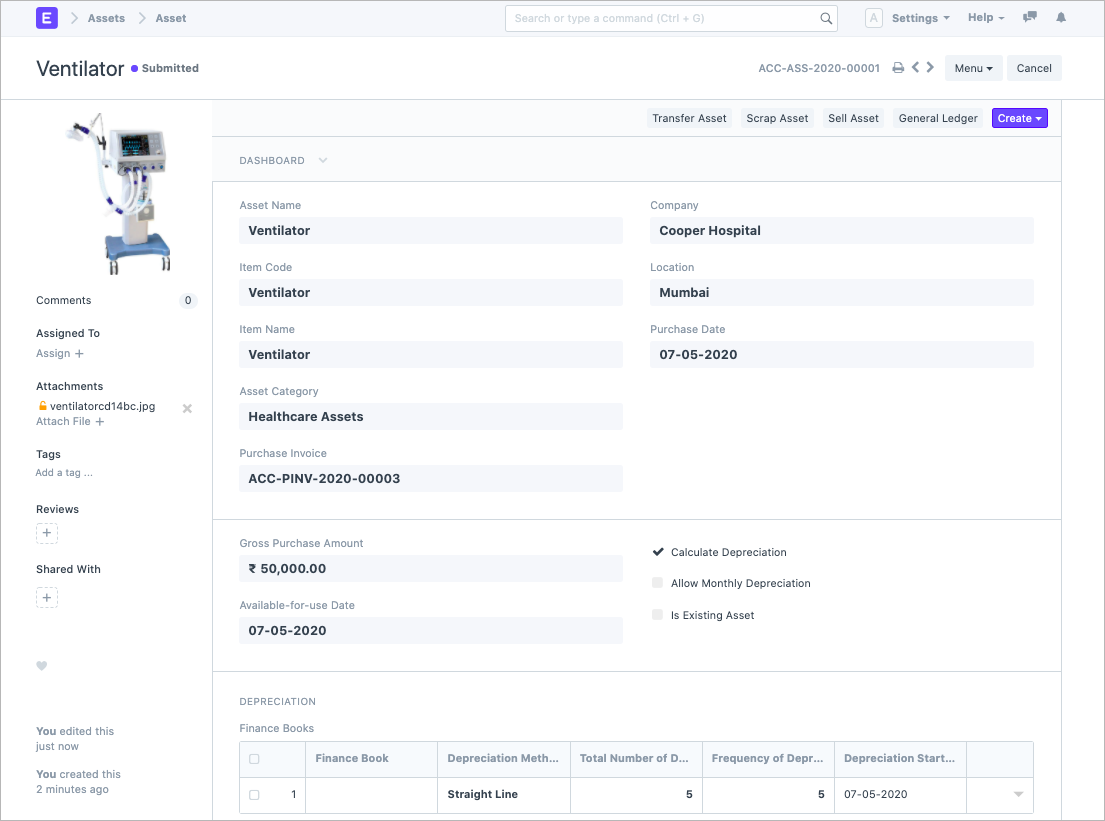 E Assets Asset Search or type a command (Ctrl + G) A Settings Help
Ventilator Submitted ACC-ASS-2020-00001 Menu Cancel
Transfer Asset Scrap Asset Sell Asset General Ledger Create
DASHBOARD
Asset Name Company
Ventilator Cooper Hospital
Item Code Location
Ventilator Mumbai
Item Name Purchase Date
Ventilator 07-05-2020
Asset Category
Healthcare Assets
Purchase Invoice
ACC-PINV-2020-00003
Comments 0
Assigned To
Assign +
Attachments
ventilatorcd14bc.jpg
Attach File +
Tags
Add a tag ...
Reviews
+
Shared With
+
You edited this
just now
You created this
2 minutes ago
Gross Purchase Amount
₹ 50,000.00
Available-for-use Date
07-05-2020
Calculate Depreciation
Allow Monthly Depreciation
Is Existing Asset
DEPRECIATION
Finance Books
Finance Book Depreciation Meth... Total Number of D... Frequency of Depr... Depreciation Start...
1 Straight Line 5 5 07-05-2020